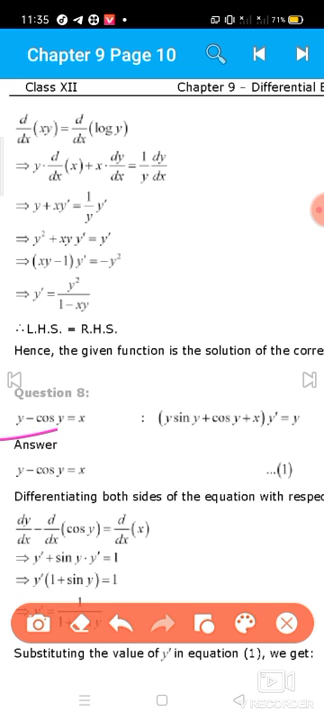 11:35 71%
Chapter 9 Page 10
Class XII Chapter 9 – Differential E
d/dx (xy) = d/dx (log y)
⇒ y · d/dx (x) + x · dy/dx = 1/y dy/dx
⇒ y + xy' = 1/y y'
⇒ y² + xy y' = y'
⇒ (xy − 1) y' = −y²
⇒ y' = y²/(1 − xy)
∴ L.H.S. = R.H.S.
Hence, the given function is the solution of the corre
Question 8:
y − cos y = x : (y sin y + cos y + x) y' = y
Answer
y − cos y = x ...(1)
Differentiating both sides of the equation with respec
dy/dx − d/dx (cos y) = d/dx (x)
⇒ y' + sin y · y' = 1
⇒ y' (1 + sin y) = 1
Substituting the value of y' in equation (1), we get:
RECORDER